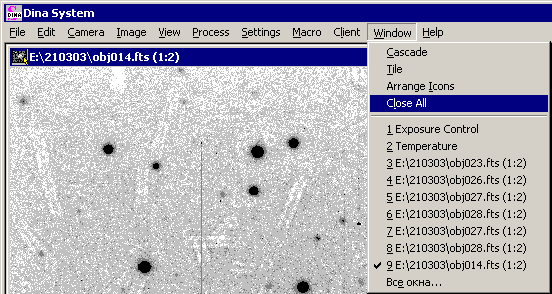 DINA Dina System
File Edit Camera Image View Process Settings Macro Client Window Help
E:\210303\obj014.fts (1:2)
Cascade
Tile
Arrange Icons
Close All
1 Exposure Control
2 Temperature
3 E:\210303\obj023.fts (1:2)
4 E:\210303\obj026.fts (1:2)
5 E:\210303\obj027.fts (1:2)
6 E:\210303\obj028.fts (1:2)
7 E:\210303\obj027.fts (1:2)
8 E:\210303\obj028.fts (1:2)
9 E:\210303\obj014.fts (1:2)
Все окна...